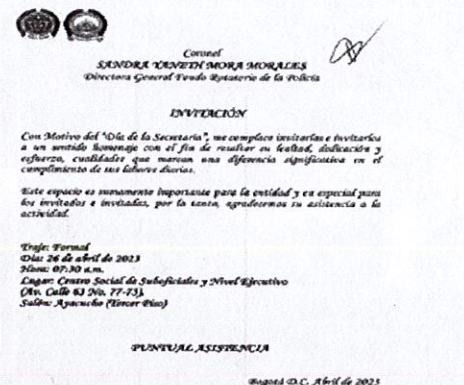 Coronel
SANDRA YANETH MORA MORALES
Directora General Fondo Rotatorio de la Policía
INVITACIÓN
Con Motivo del "Día de la Secretaria", me complace invitarlas e invitarlos
a un sentido homenaje con el fin de resaltar su lealtad, dedicación y
esfuerzo, cualidades que marcan una diferencia significativa en el
cumplimiento de sus labores diarias.
Este espacio es sumamente importante para la entidad y en especial para
los invitados e invitadas, por lo tanto, agradecemos su asistencia a la
actividad.
Traje: Formal
Día: 26 de abril de 2023
Hora: 07:30 a.m.
Lugar: Centro Social de Suboficiales y Nivel Ejecutivo
(Av. Calle 63 No. 77-73).
Salón: Ayacucho (Tercer Piso)
PUNTUAL ASISTENCIA
Bogotá D.C. Abril de 2023